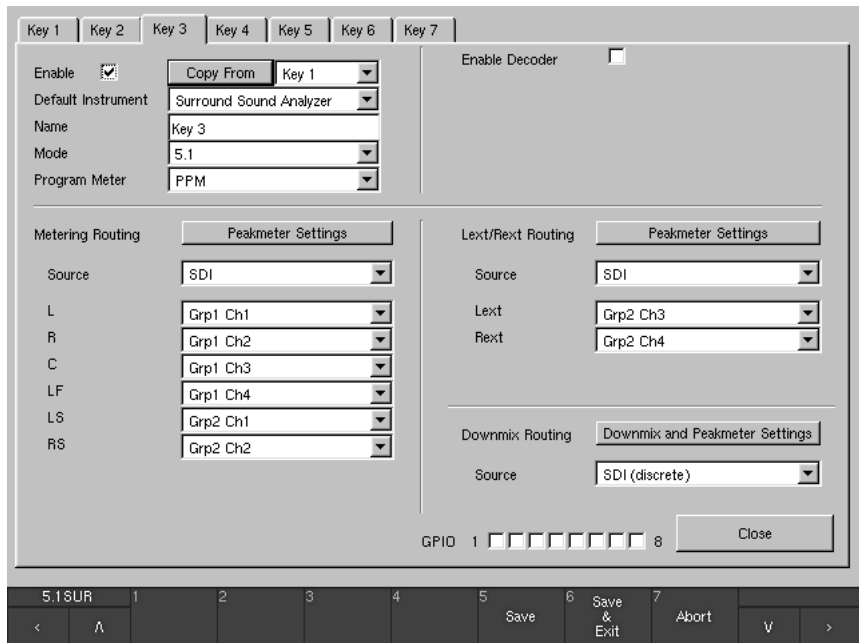 Key 1 Key 2 Key 3 Key 4 Key 5 Key 6 Key 7
Enable Copy From Key 1
Default Instrument Surround Sound Analyzer
Name Key 3
Mode 5.1
Program Meter PPM
Enable Decoder
Metering Routing Peakmeter Settings
Source SDI
L Grp1 Ch1
R Grp1 Ch2
C Grp1 Ch3
LF Grp1 Ch4
LS Grp2 Ch1
RS Grp2 Ch2
Lext/Rext Routing Peakmeter Settings
Source SDI
Lext Grp2 Ch3
Rext Grp2 Ch4
Downmix Routing Downmix and Peakmeter Settings
Source SDI (discrete)
GPIO 1 8 Close
5.1SUR 1 2 3 4 5 6 7
Save
Save
&
Exit
Abort
< Λ V >